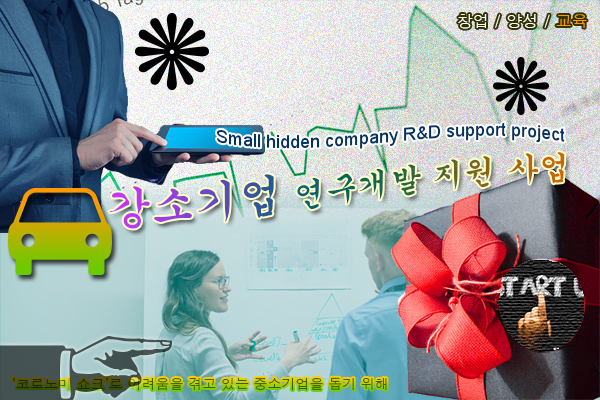 창업 / 양성 / 교육
Small hidden company R&D support project
강소기업 연구개발 지원 사업
START U
'코로노미 쇼크'로 어려움을 겪고 있는 중소기업을 돕기 위해